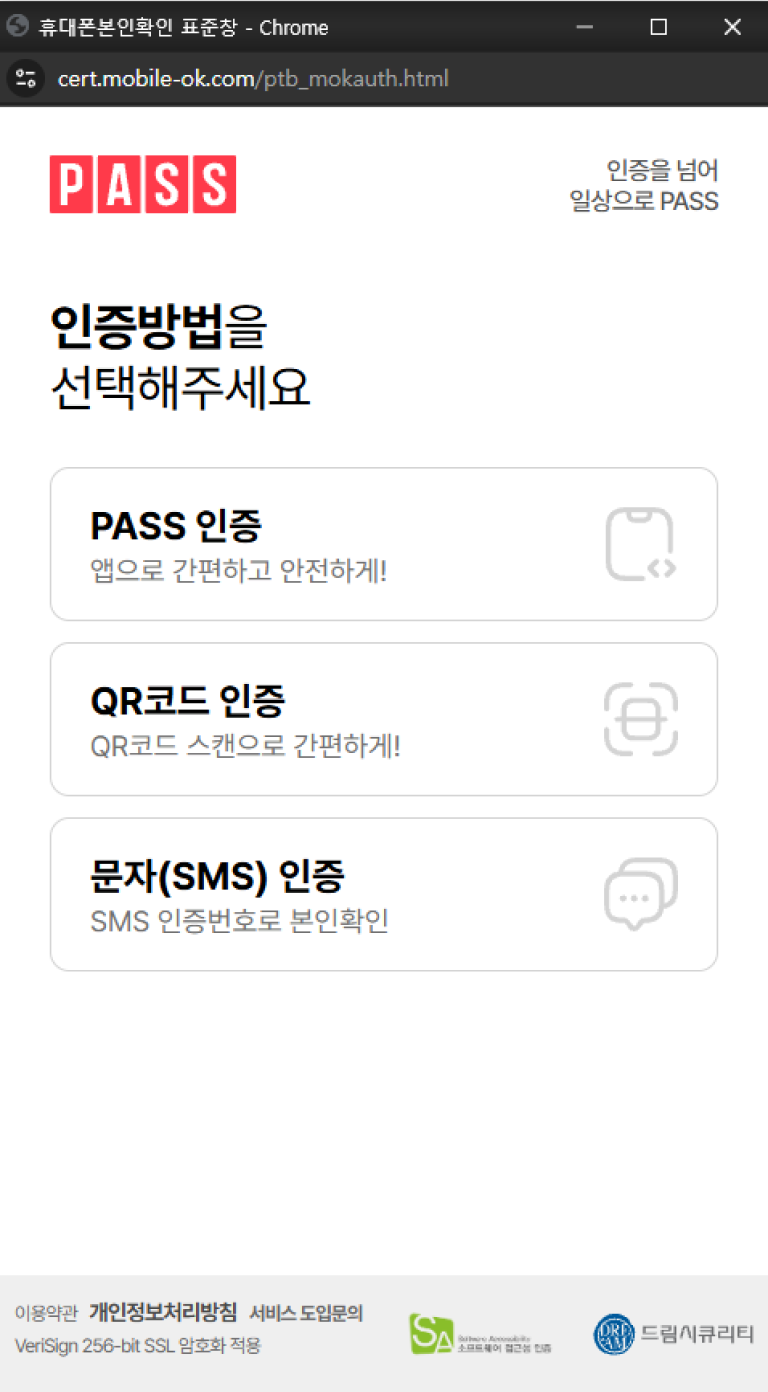 휴대폰본인확인 표준창 - Chrome
cert.mobile-ok.com/ptb_mokauth.html
PASS
인증을 넘어
일상으로 PASS
인증방법을
선택해주세요
PASS 인증
앱으로 간편하고 안전하게!
QR코드 인증
QR코드 스캔으로 간편하게!
문자(SMS) 인증
SMS 인증번호로 본인확인
이용약관 개인정보처리방침 서비스 도입문의
VeriSign 256-bit SSL 암호화 적용
SA
Software Accessibility
소프트웨어 접근성 인증
DRE
AM
드림시큐리티